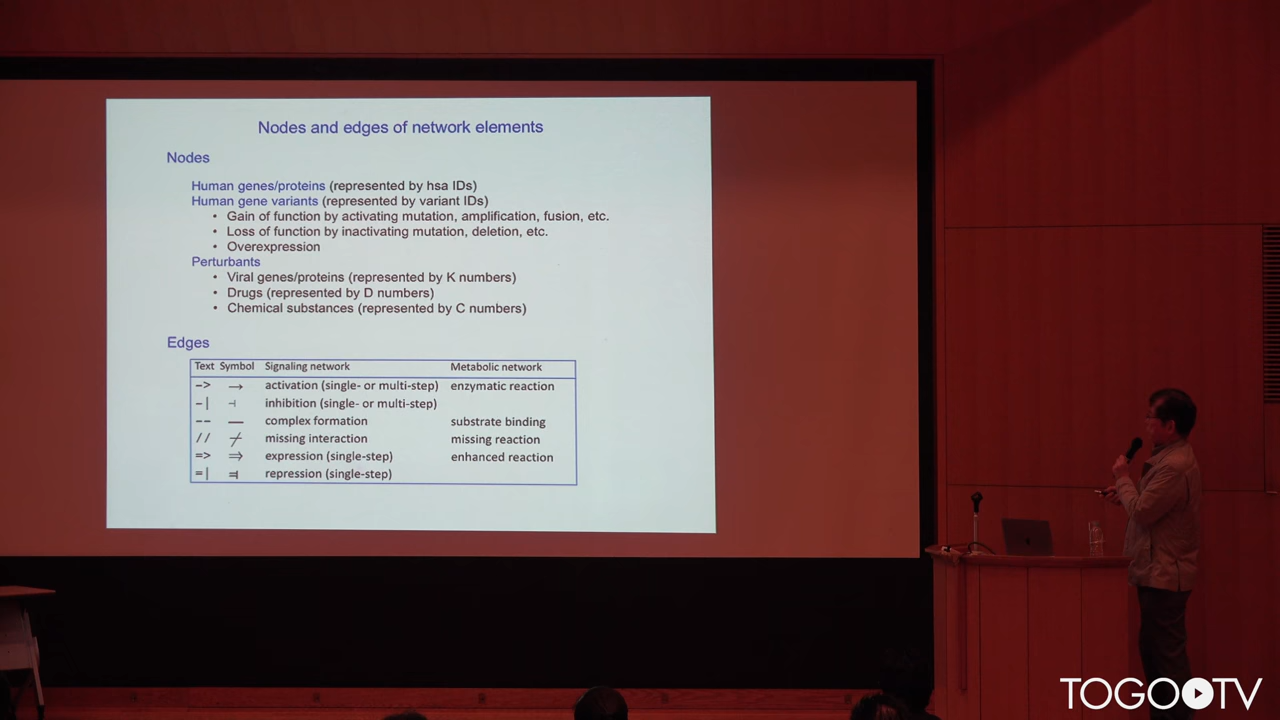 Nodes and edges of network elements
Nodes
Human genes/proteins (represented by hsa IDs)
Human gene variants (represented by variant IDs)
• Gain of function by activating mutation, amplification, fusion, etc.
• Loss of function by inactivating mutation, deletion, etc.
• Overexpression
Perturbants
• Viral genes/proteins (represented by K numbers)
• Drugs (represented by D numbers)
• Chemical substances (represented by C numbers)
Edges
Text Symbol Signaling network Metabolic network
-> → activation (single- or multi-step) enzymatic reaction
-| ⊣ inhibition (single- or multi-step)
-- — complex formation substrate binding
// ≠ missing interaction missing reaction
=> ⇒ expression (single-step) enhanced reaction
=| ⫤ repression (single-step)
TOGOTV